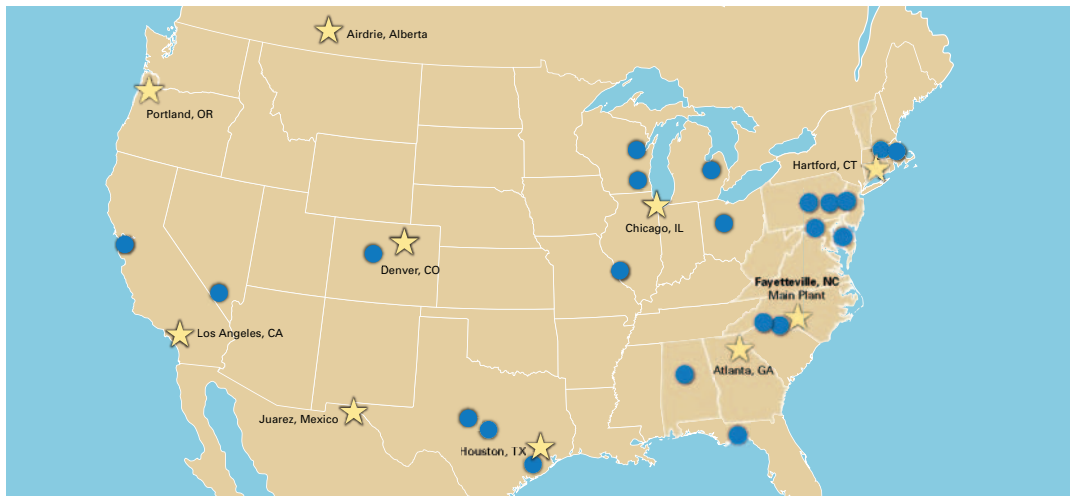 Airdrie, Alberta
Portland, OR
Hartford, CT
Chicago, IL
Denver, CO
Fayetteville, NC
Main Plant
Los Angeles, CA
Atlanta, GA
Juarez, Mexico
Houston, TX